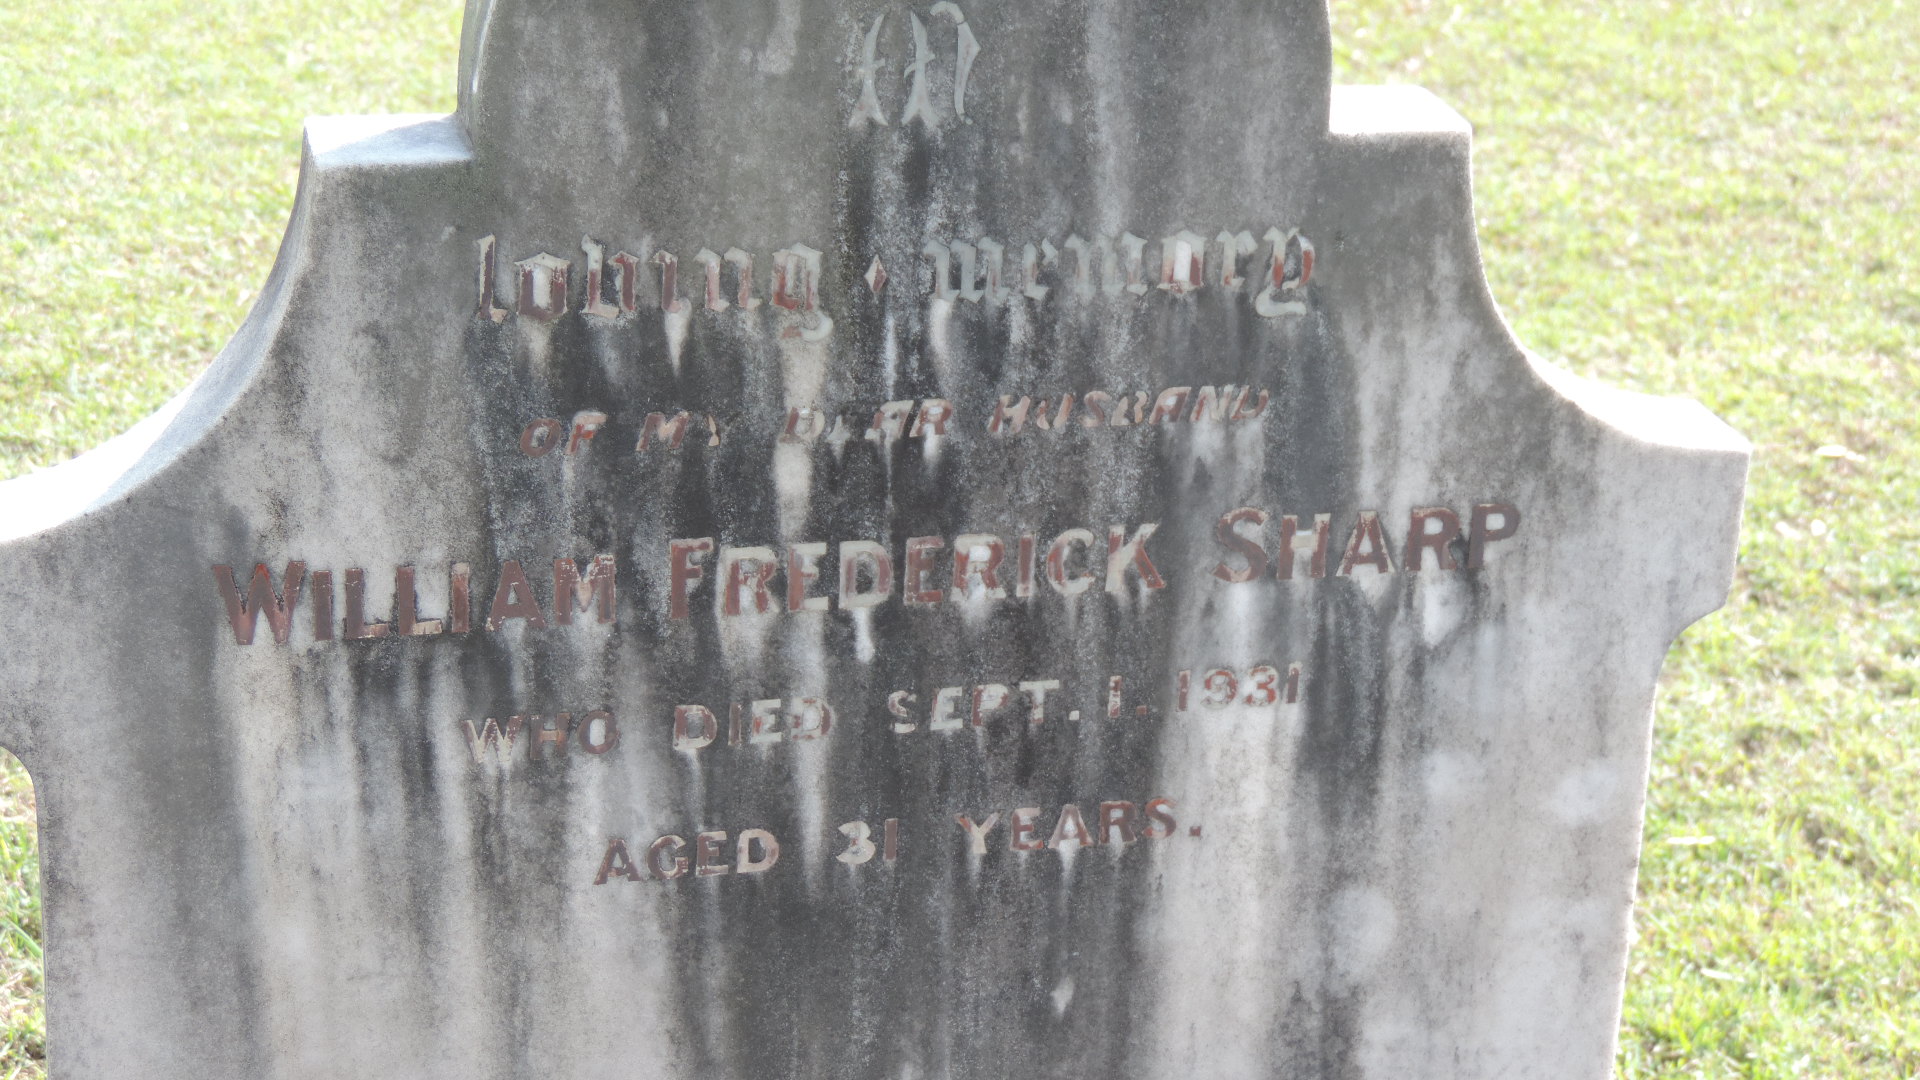 In
loving · memory
OF MY DEAR HUSBAND
WILLIAM FREDERICK SHARP
WHO DIED SEPT. 1. 1931
AGED 31 YEARS.